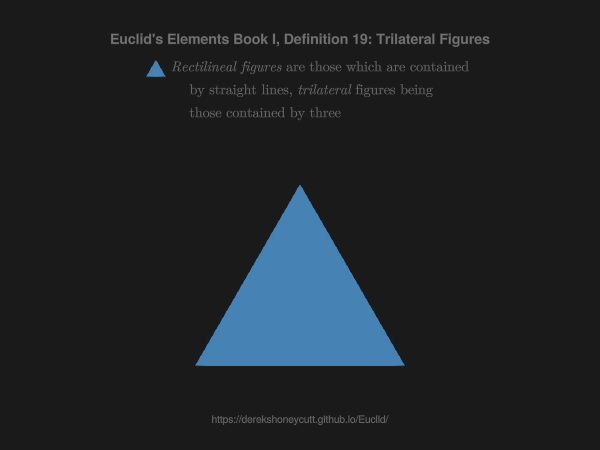 Euclid's Elements Book I, Definition 19: Trilateral Figures
Rectilineal figures are those which are contained
by straight lines, trilateral figures being
those contained by three
https://derekshoneycutt.github.io/Euclid/